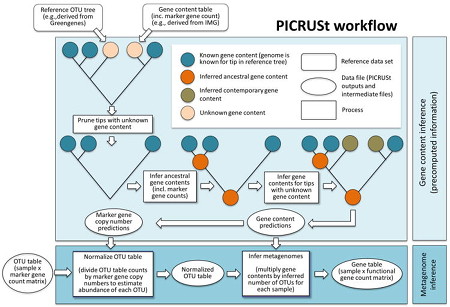 PICRUSt workflow
Reference OTU tree
(e.g.,derived from
Greengenes)
Gene content table
(inc. marker gene count)
(e.g., derived from IMG)
Known gene content (genome is
known for tip in reference tree)
Inferred ancestral gene content
Inferred contemporary gene
content
Unknown gene content
Reference data set
Data file (PICRUSt
outputs and
intermediate files)
Process
Prune tips with unknown
gene content
Infer ancestral
gene contents
(incl. marker genes)
Infer gene
contents for tips
with unknown
gene content
Marker gene
copy number
predictions
Gene content
predictions
Gene content inference
(precomputed information)
OTU table
(sample x
marker gene
count matrix)
Normalize OTU table
(divide OTU table counts
by marker gene copy
numbers to estimate
abundance of each OTU)
Normalized
OTU table
Infer metagenomes
(multiply gene
contents by inferred
number of OTUs for
each sample)
Gene table
(sample x functional
gene count matrix)
Metagenome
inference